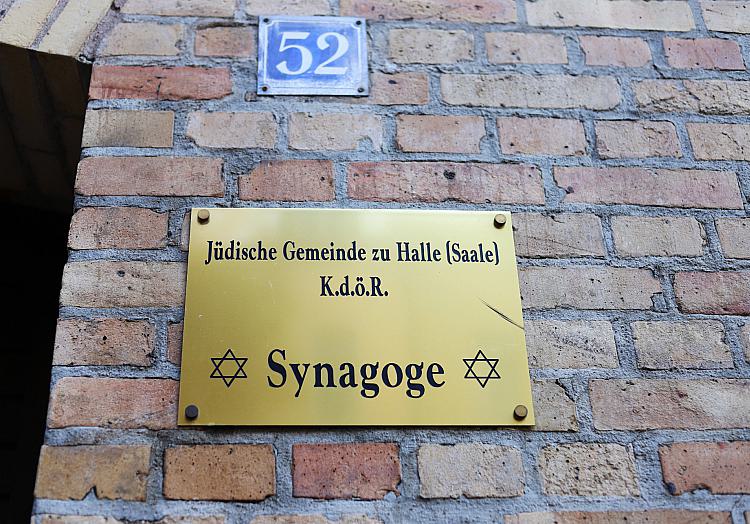 52
Jüdische Gemeinde zu Halle (Saale)
K.d.ö.R.
Synagoge